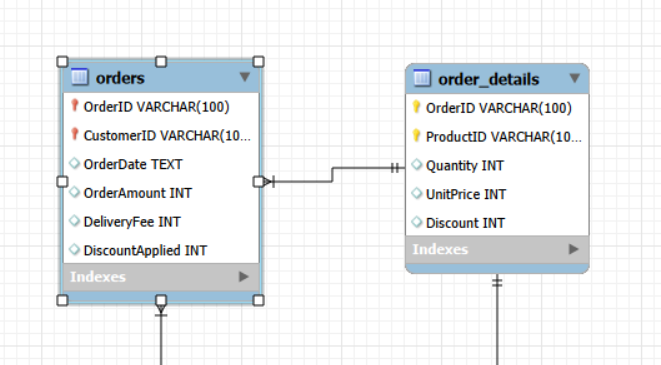 orders
OrderID VARCHAR(100)
CustomerID VARCHAR(10...
OrderDate TEXT
OrderAmount INT
DeliveryFee INT
DiscountApplied INT
Indexes
order_details
OrderID VARCHAR(100)
ProductID VARCHAR(10...
Quantity INT
UnitPrice INT
Discount INT
Indexes